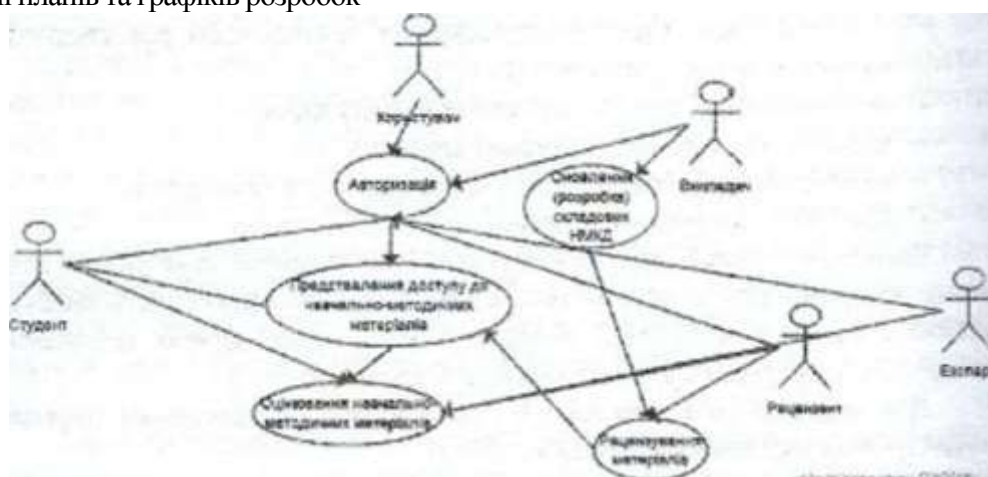 планів та графіків розробок
Користувач
Викладач
Авторизація
Оновлення
(розробка)
складових
НМКД
Студент
Представлення доступу до
навчально-методичних
матеріалів
Рецензент
Експерт
Оцінювання навчально-
методичних матеріалів
Рецензування
матеріалів